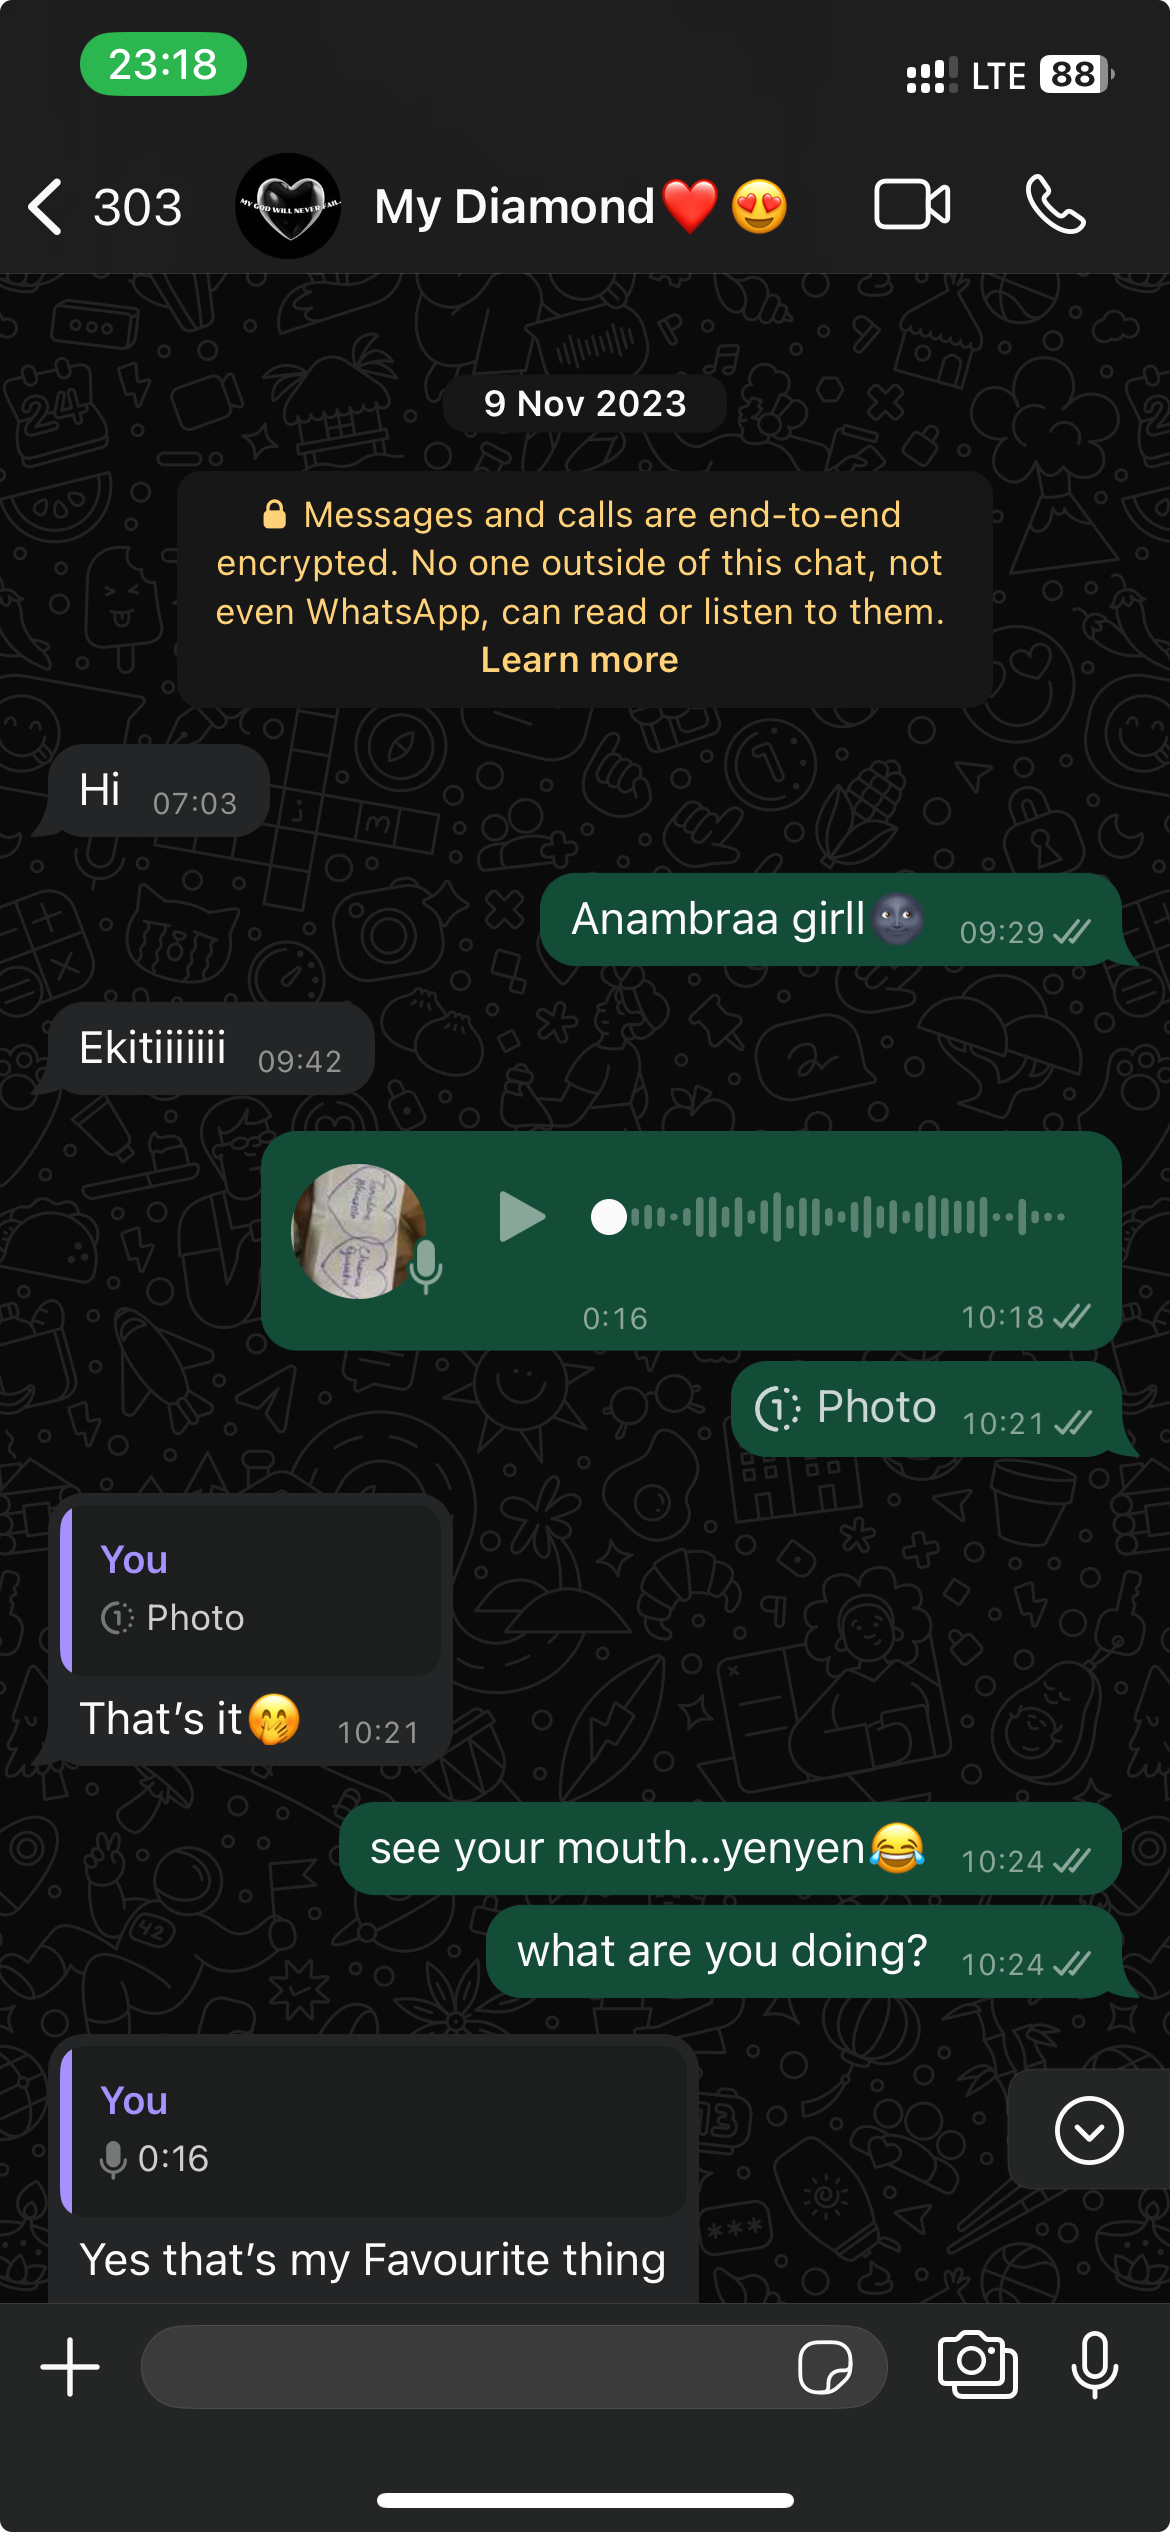 23:18
LTE 88
303
MY GOD WILL NEVER FAIL.
My Diamond❤️😍
9 Nov 2023
🔒 Messages and calls are end-to-end
encrypted. No one outside of this chat, not
even WhatsApp, can read or listen to them.
Learn more
Hi 07:03
Anambraa girll🌚 09:29
Ekitiiiiiii 09:42
0:16 10:18
Photo 10:21
You
Photo
That’s it🤭 10:21
see your mouth...yenyen😂 10:24
what are you doing? 10:24
You
0:16
Yes that’s my Favourite thing